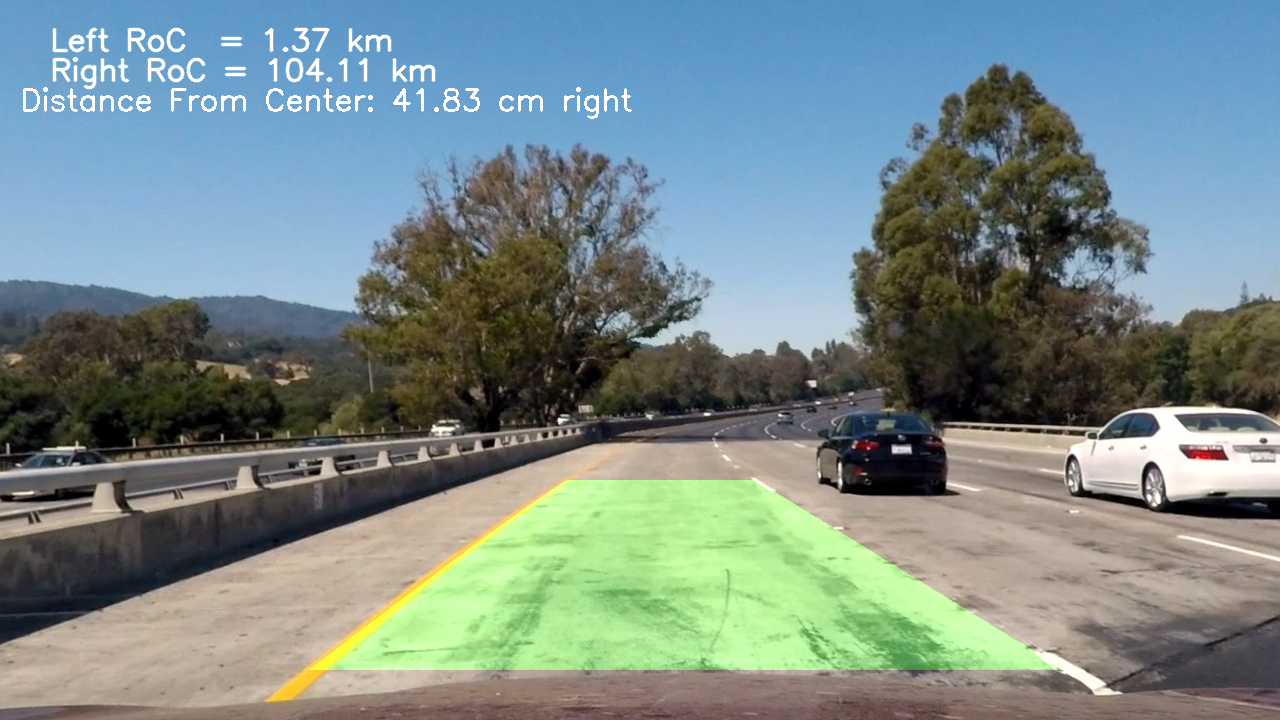 Left RoC = 1.37 km
Right RoC = 104.11 km
Distance From Center: 41.83 cm right